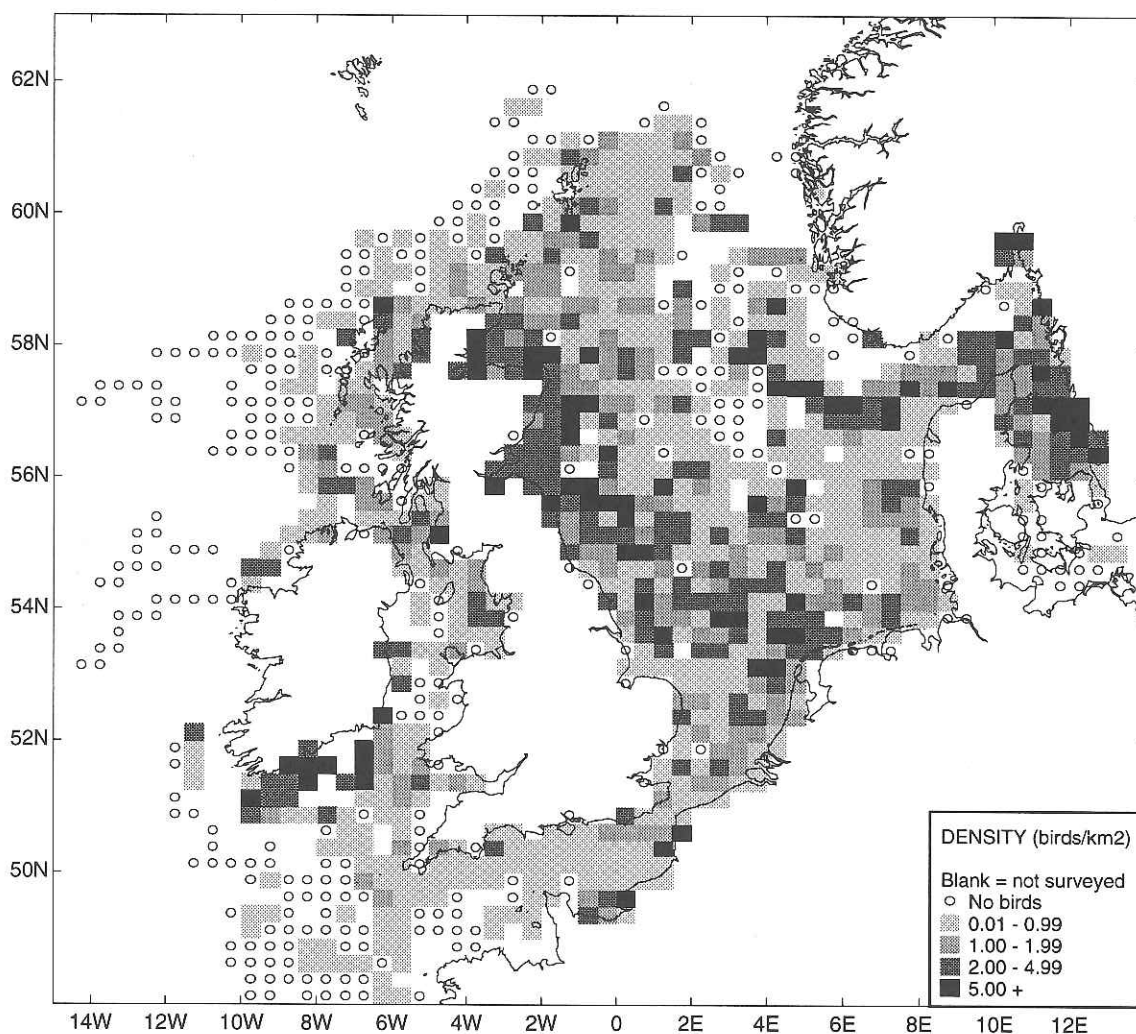 62N
60N
58N
56N
54N
52N
50N
14W 12W 10W 8W 6W 4W 2W 0 2E 4E 6E 8E 10E 12E
DENSITY (birds/km2)
Blank = not surveyed
No birds
0.01 - 0.99
1.00 - 1.99
2.00 - 4.99
5.00 +